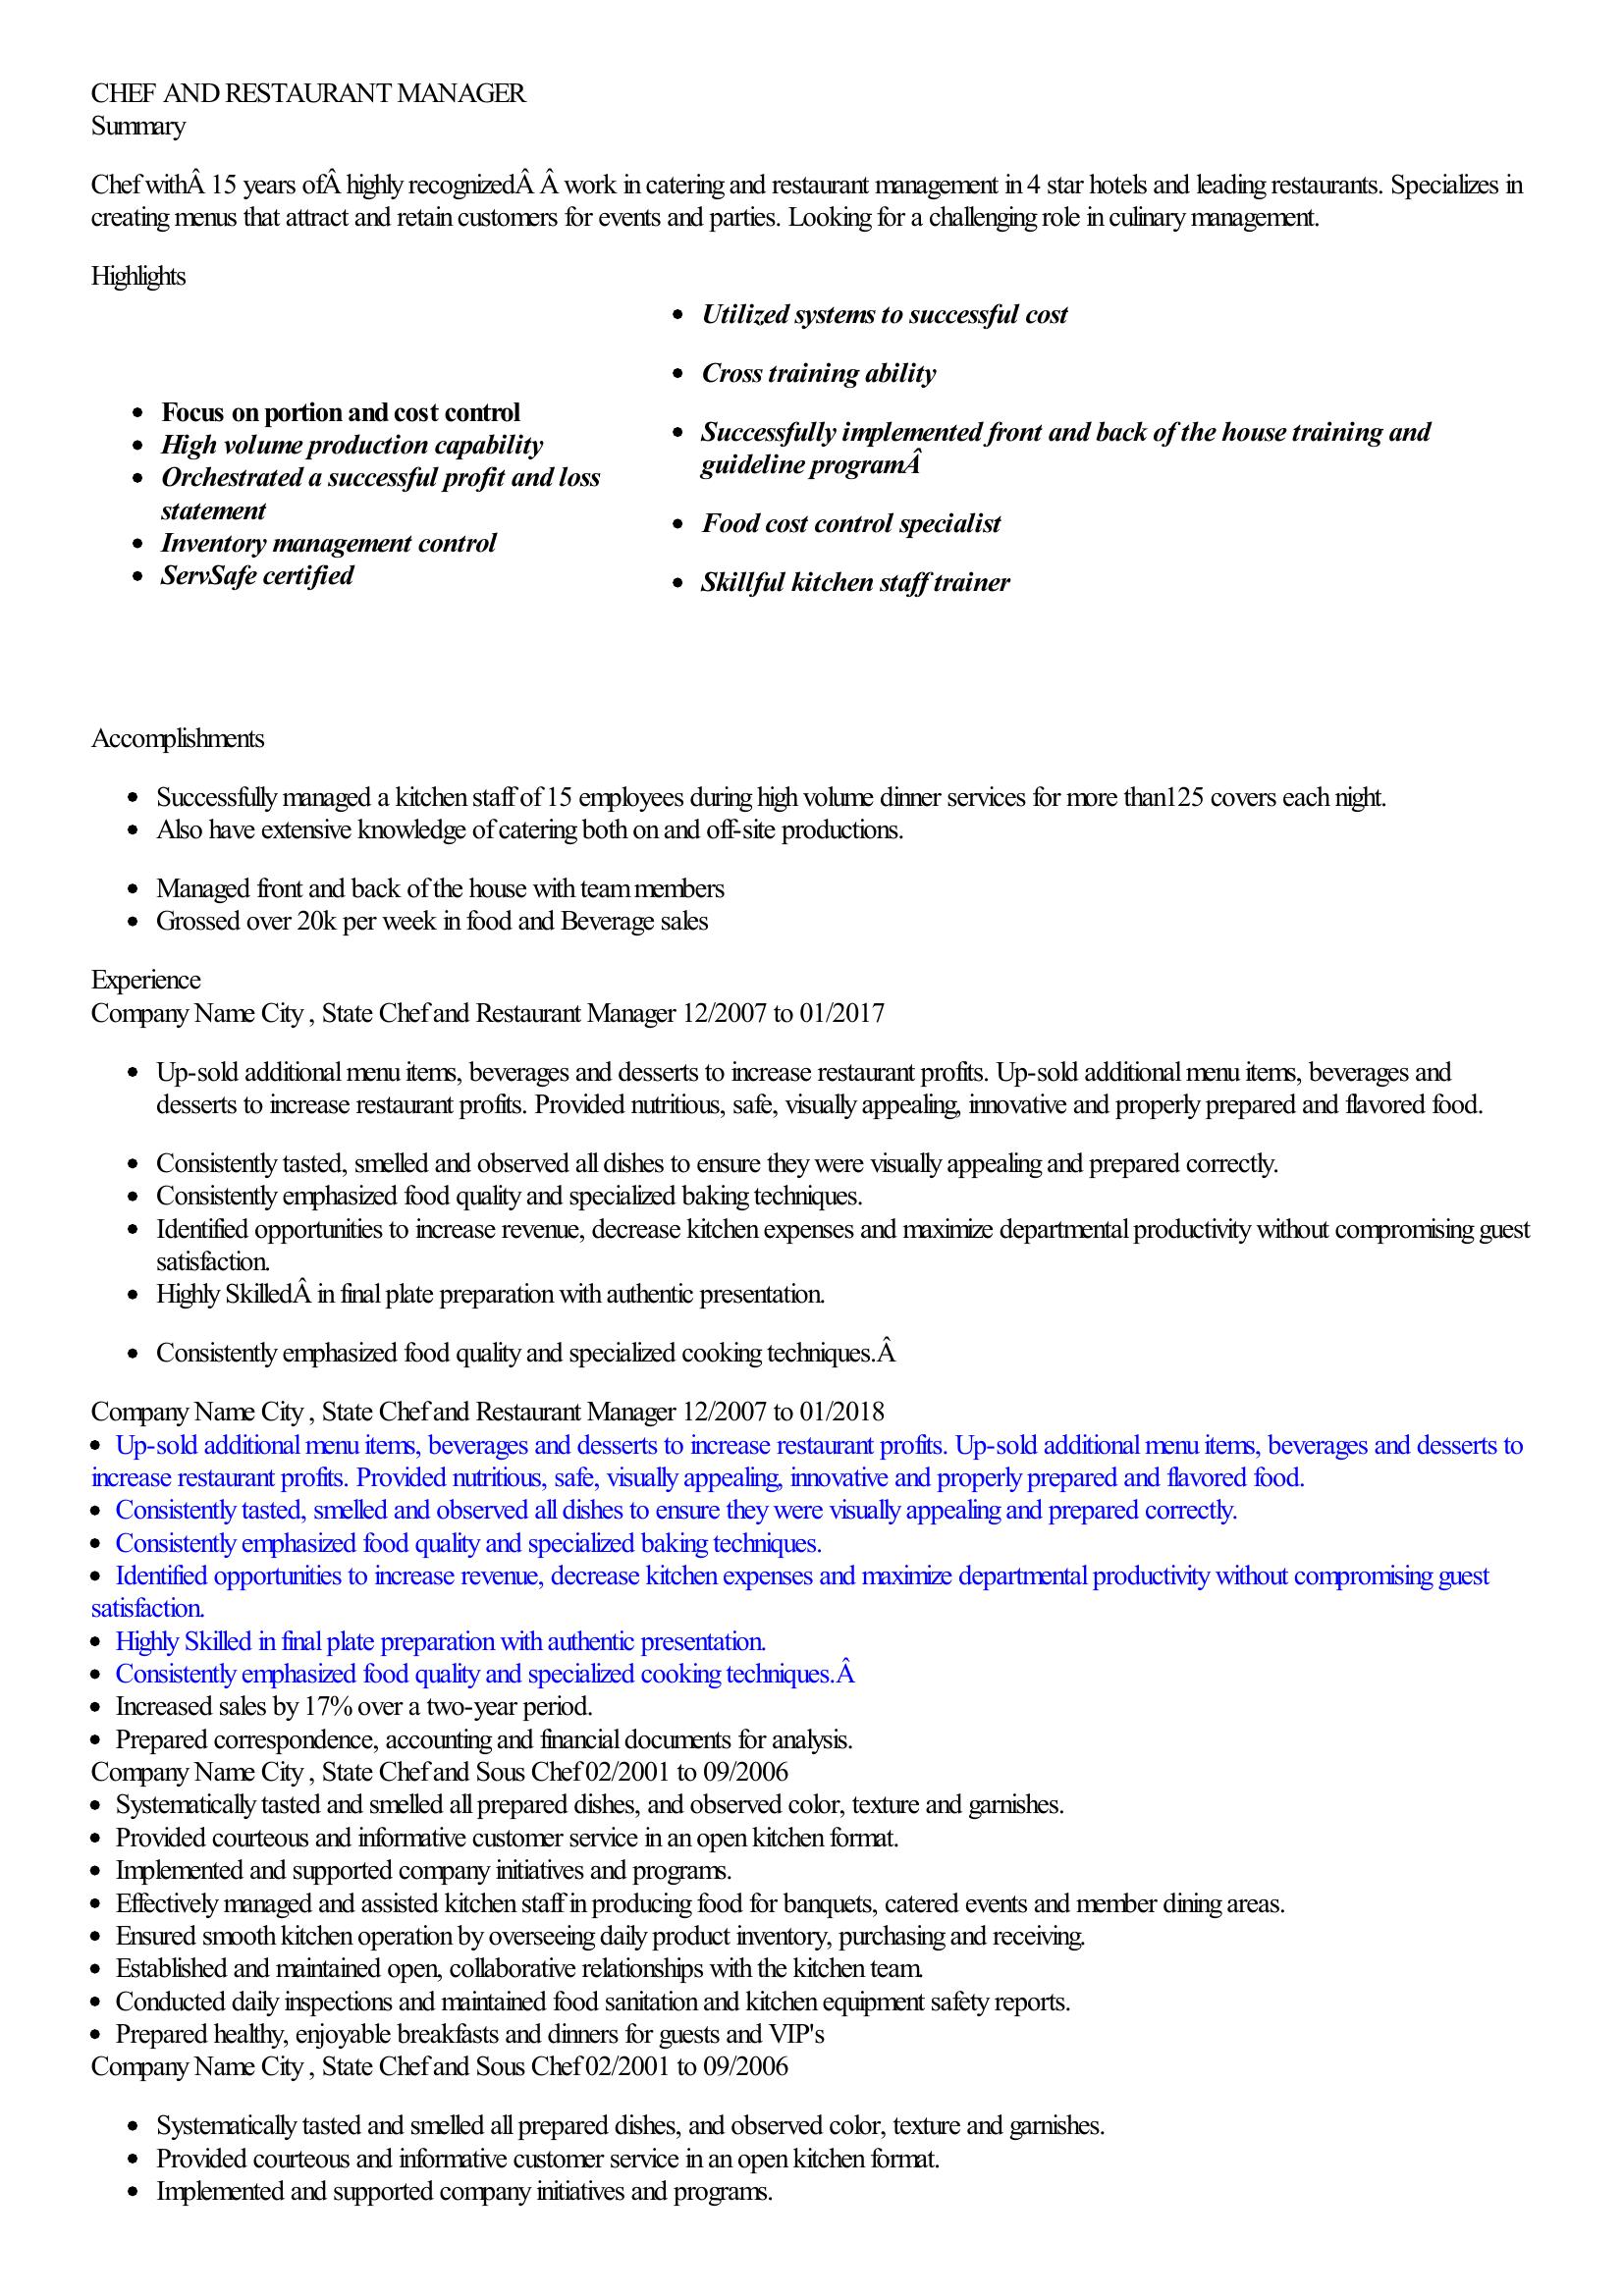 CHEF AND RESTAURANT MANAGER
Summary
Chef withÂ 15 years ofÂ highly recognizedÂ Â work in catering and restaurant management in 4 star hotels and leading restaurants. Specializes in
creating menus that attract and retain customers for events and parties. Looking for a challenging role in culinary management.
Highlights
• Focus on portion and cost control
• High volume production capability
• Orchestrated a successful profit and loss
statement
• Inventory management control
• ServSafe certified
• Utilized systems to successful cost
• Cross training ability
• Successfully implemented front and back of the house training and
guideline programÂ
• Food cost control specialist
• Skillful kitchen staff trainer
Accomplishments
• Successfully managed a kitchen staff of 15 employees during high volume dinner services for more than125 covers each night.
• Also have extensive knowledge of catering both on and off-site productions.
• Managed front and back of the house with team members
• Grossed over 20k per week in food and Beverage sales
Experience
Company Name City , State Chef and Restaurant Manager 12/2007 to 01/2017
• Up-sold additional menu items, beverages and desserts to increase restaurant profits. Up-sold additional menu items, beverages and
desserts to increase restaurant profits. Provided nutritious, safe, visually appealing, innovative and properly prepared and flavored food.
• Consistently tasted, smelled and observed all dishes to ensure they were visually appealing and prepared correctly.
• Consistently emphasized food quality and specialized baking techniques.
• Identified opportunities to increase revenue, decrease kitchen expenses and maximize departmental productivity without compromising guest
satisfaction.
• Highly SkilledÂ in final plate preparation with authentic presentation.
• Consistently emphasized food quality and specialized cooking techniques.Â
Company Name City , State Chef and Restaurant Manager 12/2007 to 01/2018
• Up-sold additional menu items, beverages and desserts to increase restaurant profits. Up-sold additional menu items, beverages and desserts to
increase restaurant profits. Provided nutritious, safe, visually appealing, innovative and properly prepared and flavored food.
• Consistently tasted, smelled and observed all dishes to ensure they were visually appealing and prepared correctly.
• Consistently emphasized food quality and specialized baking techniques.
• Identified opportunities to increase revenue, decrease kitchen expenses and maximize departmental productivity without compromising guest
satisfaction.
• Highly Skilled in final plate preparation with authentic presentation.
• Consistently emphasized food quality and specialized cooking techniques.Â
• Increased sales by 17% over a two-year period.
• Prepared correspondence, accounting and financial documents for analysis.
Company Name City , State Chef and Sous Chef 02/2001 to 09/2006
• Systematically tasted and smelled all prepared dishes, and observed color, texture and garnishes.
• Provided courteous and informative customer service in an open kitchen format.
• Implemented and supported company initiatives and programs.
• Effectively managed and assisted kitchen staff in producing food for banquets, catered events and member dining areas.
• Ensured smooth kitchen operation by overseeing daily product inventory, purchasing and receiving.
• Established and maintained open, collaborative relationships with the kitchen team.
• Conducted daily inspections and maintained food sanitation and kitchen equipment safety reports.
• Prepared healthy, enjoyable breakfasts and dinners for guests and VIP's
Company Name City , State Chef and Sous Chef 02/2001 to 09/2006
• Systematically tasted and smelled all prepared dishes, and observed color, texture and garnishes.
• Provided courteous and informative customer service in an open kitchen format.
• Implemented and supported company initiatives and programs.